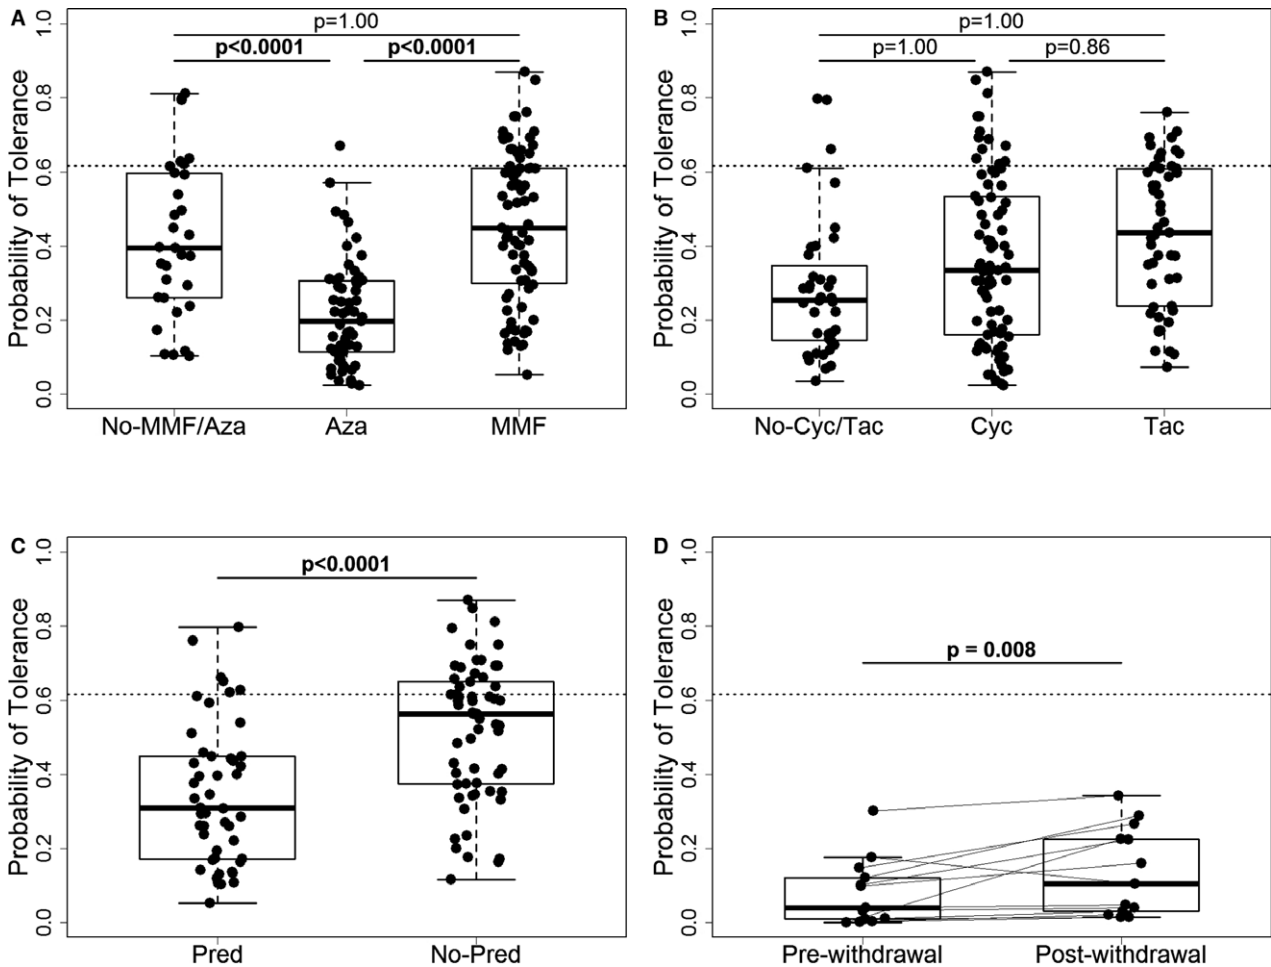 A
p=1.00
p<0.0001
p<0.0001
Probability of Tolerance
1.0
0.8
0.6
0.4
0.2
0.0
No-MMF/Aza
Aza
MMF
B
p=1.00
p=1.00
p=0.86
Probability of Tolerance
1.0
0.8
0.6
0.4
0.2
0.0
No-Cyc/Tac
Cyc
Tac
C
p<0.0001
Probability of Tolerance
1.0
0.8
0.6
0.4
0.2
0.0
Pred
No-Pred
D
p = 0.008
Probability of Tolerance
1.0
0.8
0.6
0.4
0.2
0.0
Pre-withdrawal
Post-withdrawal